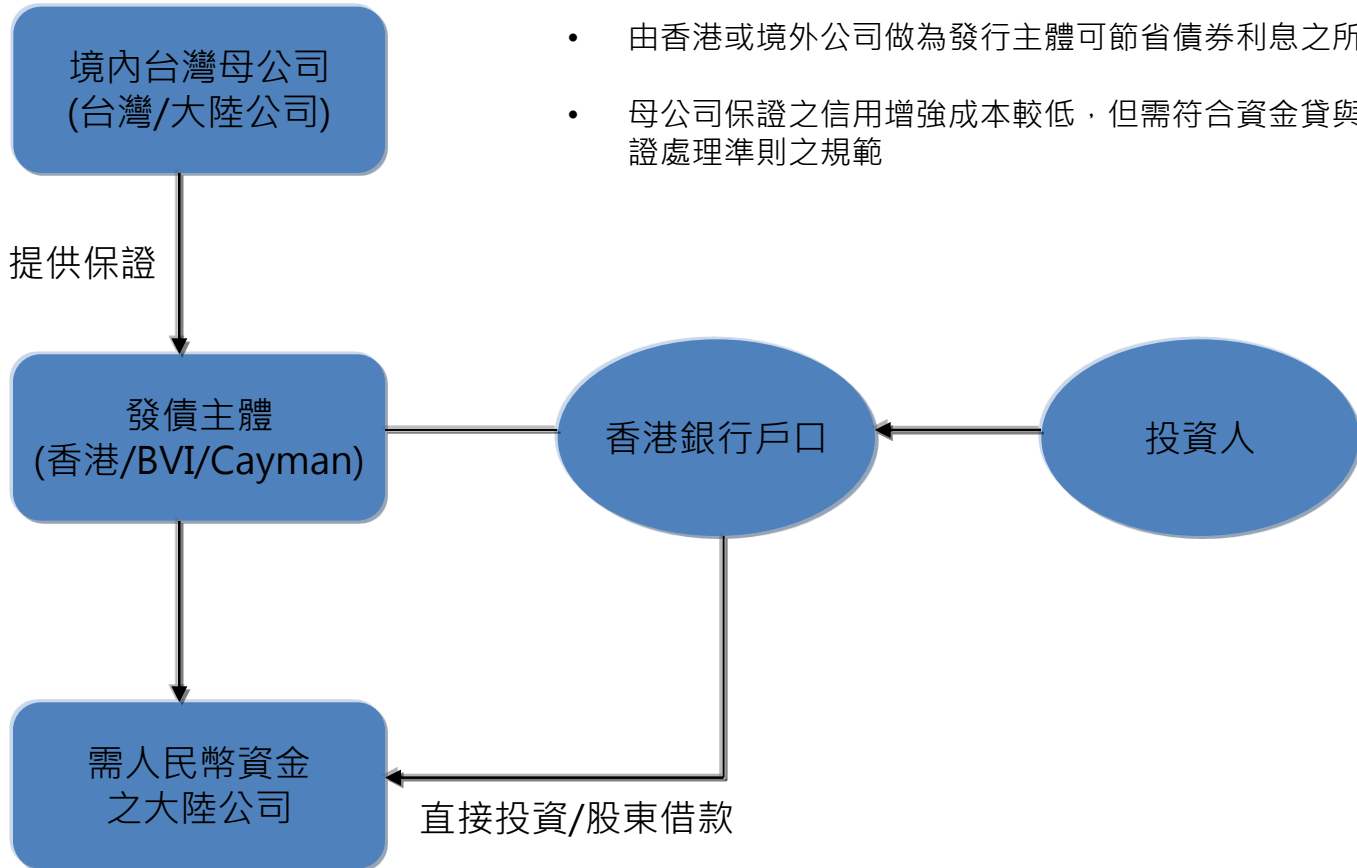 • 由香港或境外公司做為發行主體可節省債券利息之所
• 母公司保證之信用增強成本較低，但需符合資金貸與
證處理準則之規範
境內台灣母公司
(台灣/大陸公司)
提供保證
發債主體
(香港/BVI/Cayman)
香港銀行戶口
投資人
需人民幣資金
之大陸公司
直接投資/股東借款